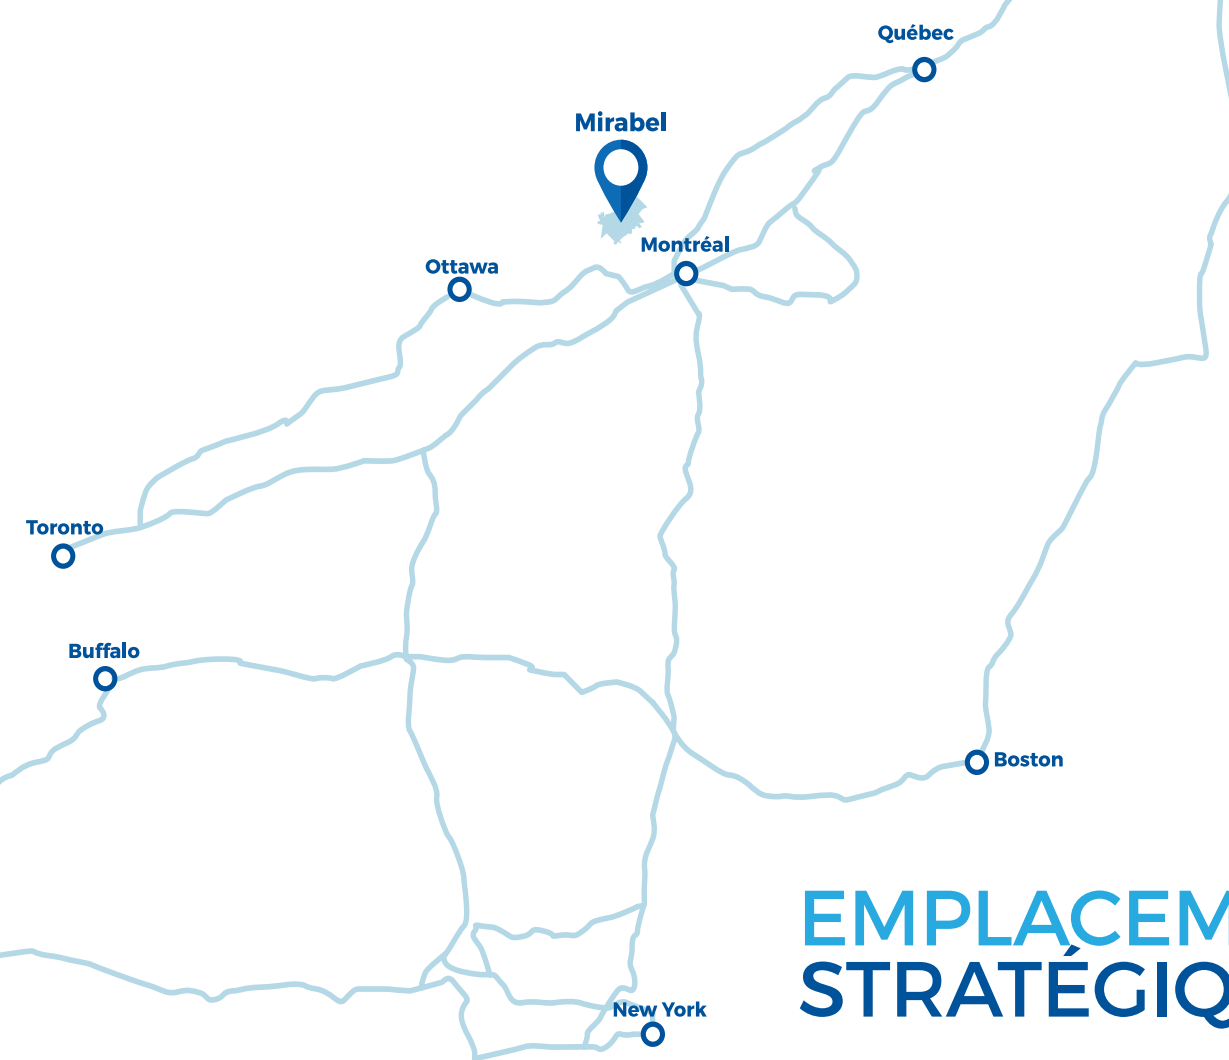 Québec
Mirabel
Montréal
Ottawa
Toronto
Buffalo
Boston
EMPLACEM
STRATÉGIQ
New York